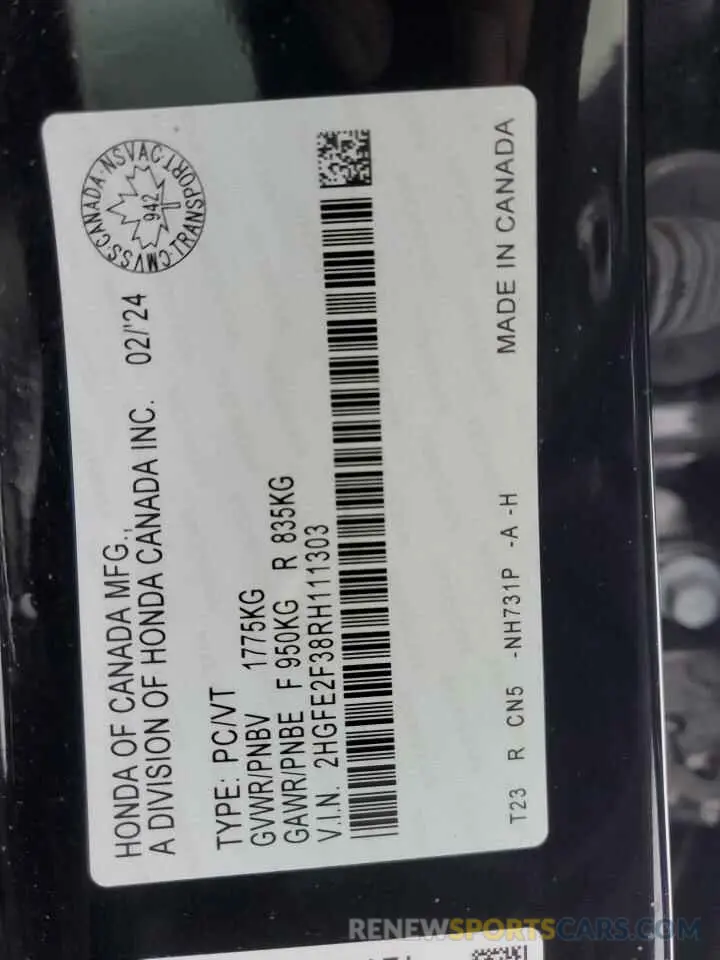 HONDA OF CANADA MFG., 02/'24
A DIVISION OF HONDA CANADA INC.
CMVSS·CANADA·NSVAC·TRANSPORT
942
TYPE: PC/VT
GVWR/PNBV 1775KG
GAWR/PNBE F 950KG R 835KG
V.I.N. 2HGFE2F38RH111303
T23 R CN5 -NH731P -A -H MADE IN CANADA
RENEWSPORTSCARS.COM